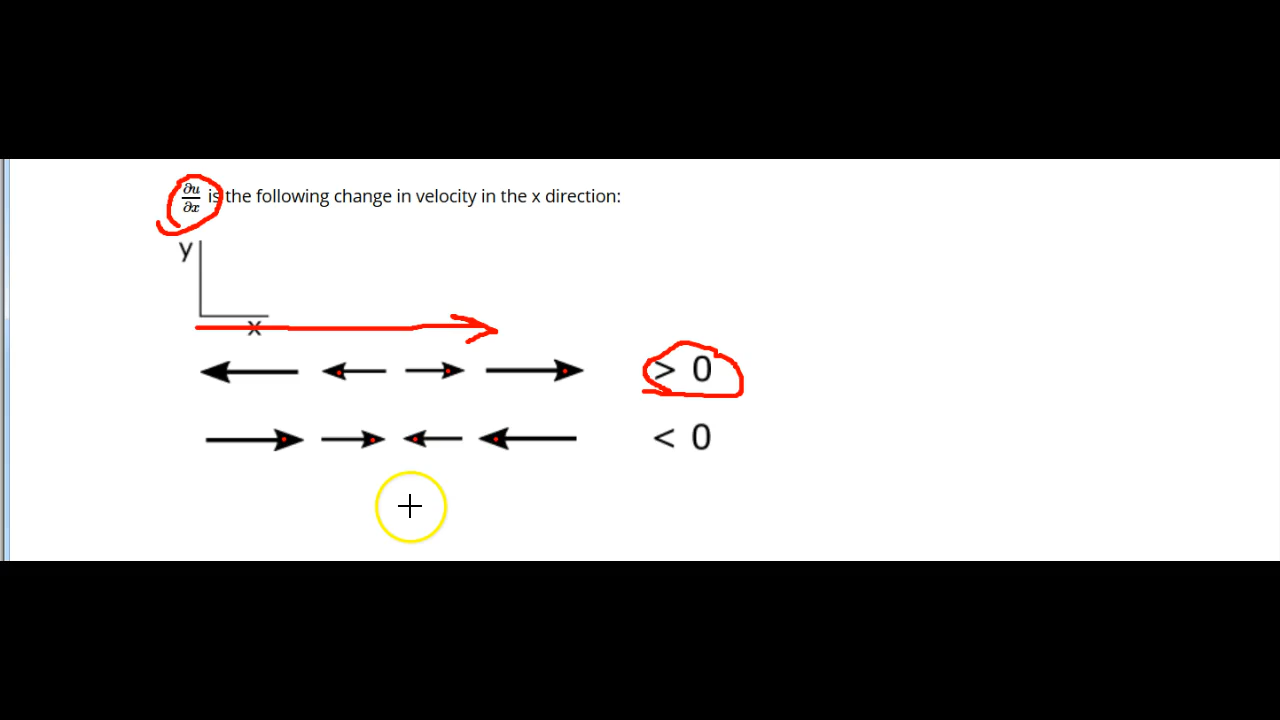 ∂u/∂x is the following change in velocity in the x direction:
y
x
> 0
< 0